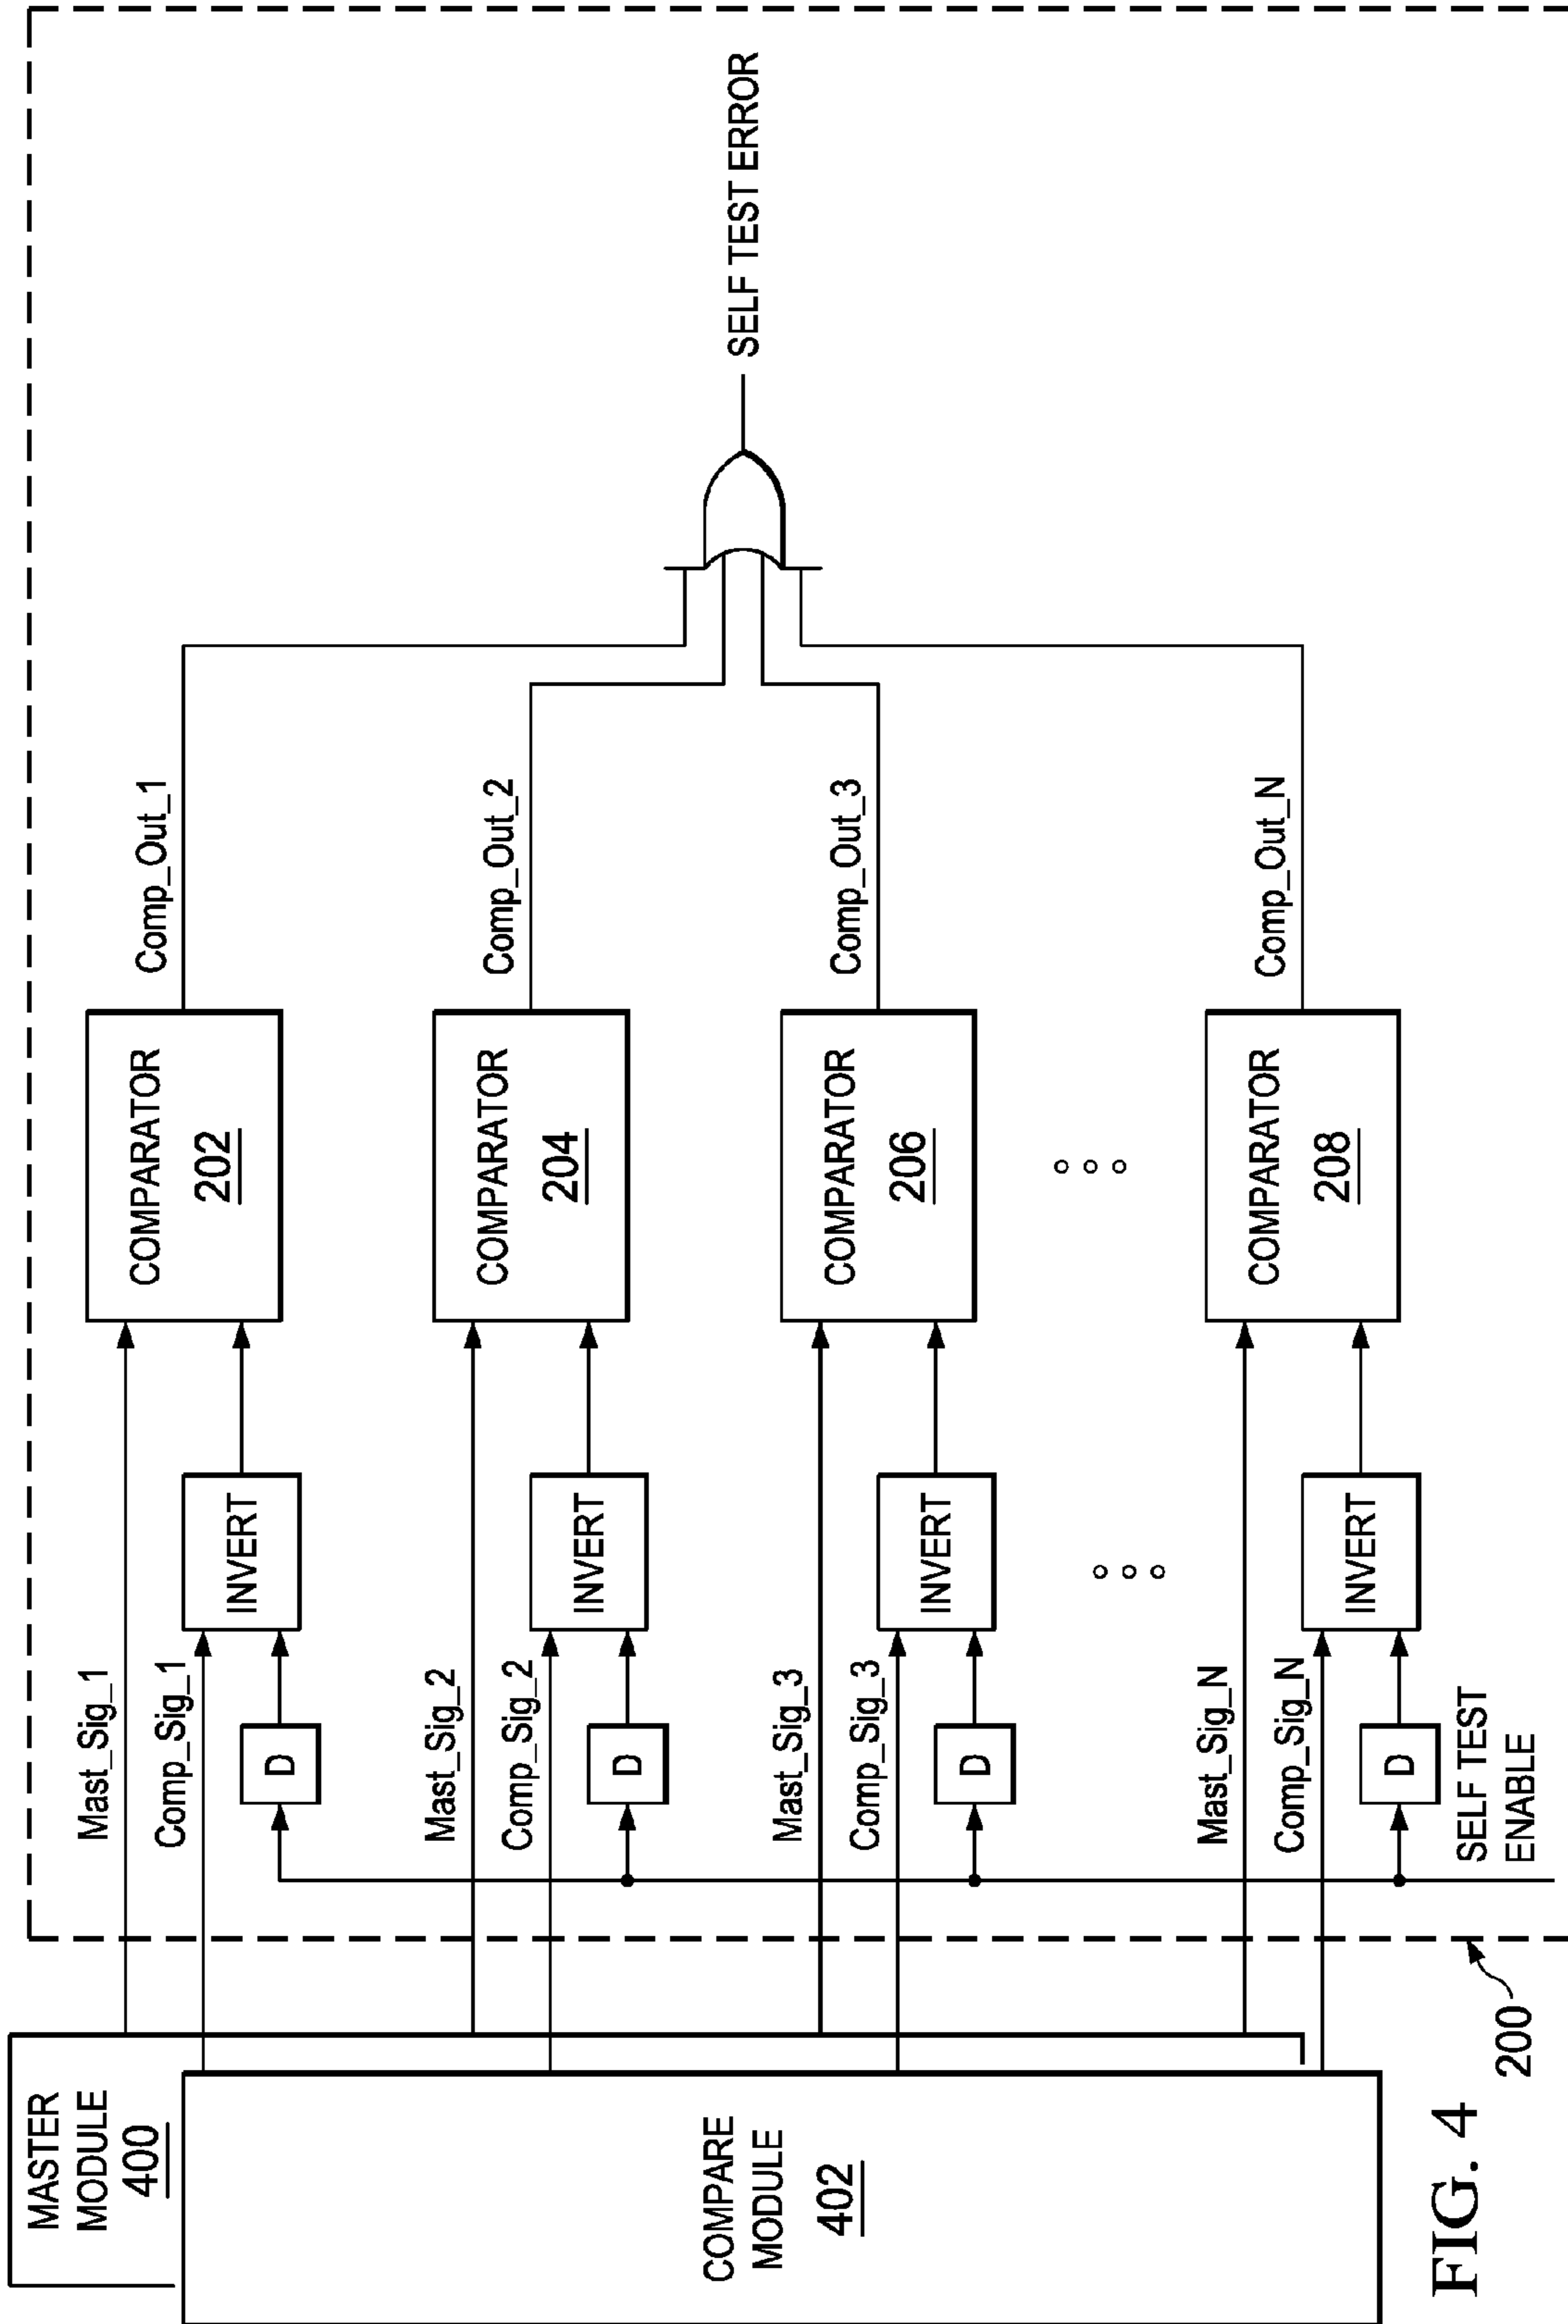 MASTER
MODULE
400
COMPARE
MODULE
402
Mast_Sig_1
Comp_Sig_1
D
INVERT
COMPARATOR
202
Comp_Out_1
Mast_Sig_2
Comp_Sig_2
D
INVERT
COMPARATOR
204
Comp_Out_2
Mast_Sig_3
Comp_Sig_3
D
INVERT
COMPARATOR
206
Comp_Out_3
Mast_Sig_N
Comp_Sig_N
D
INVERT
COMPARATOR
208
Comp_Out_N
SELF TEST ERROR
SELF TEST
ENABLE
200
FIG. 4